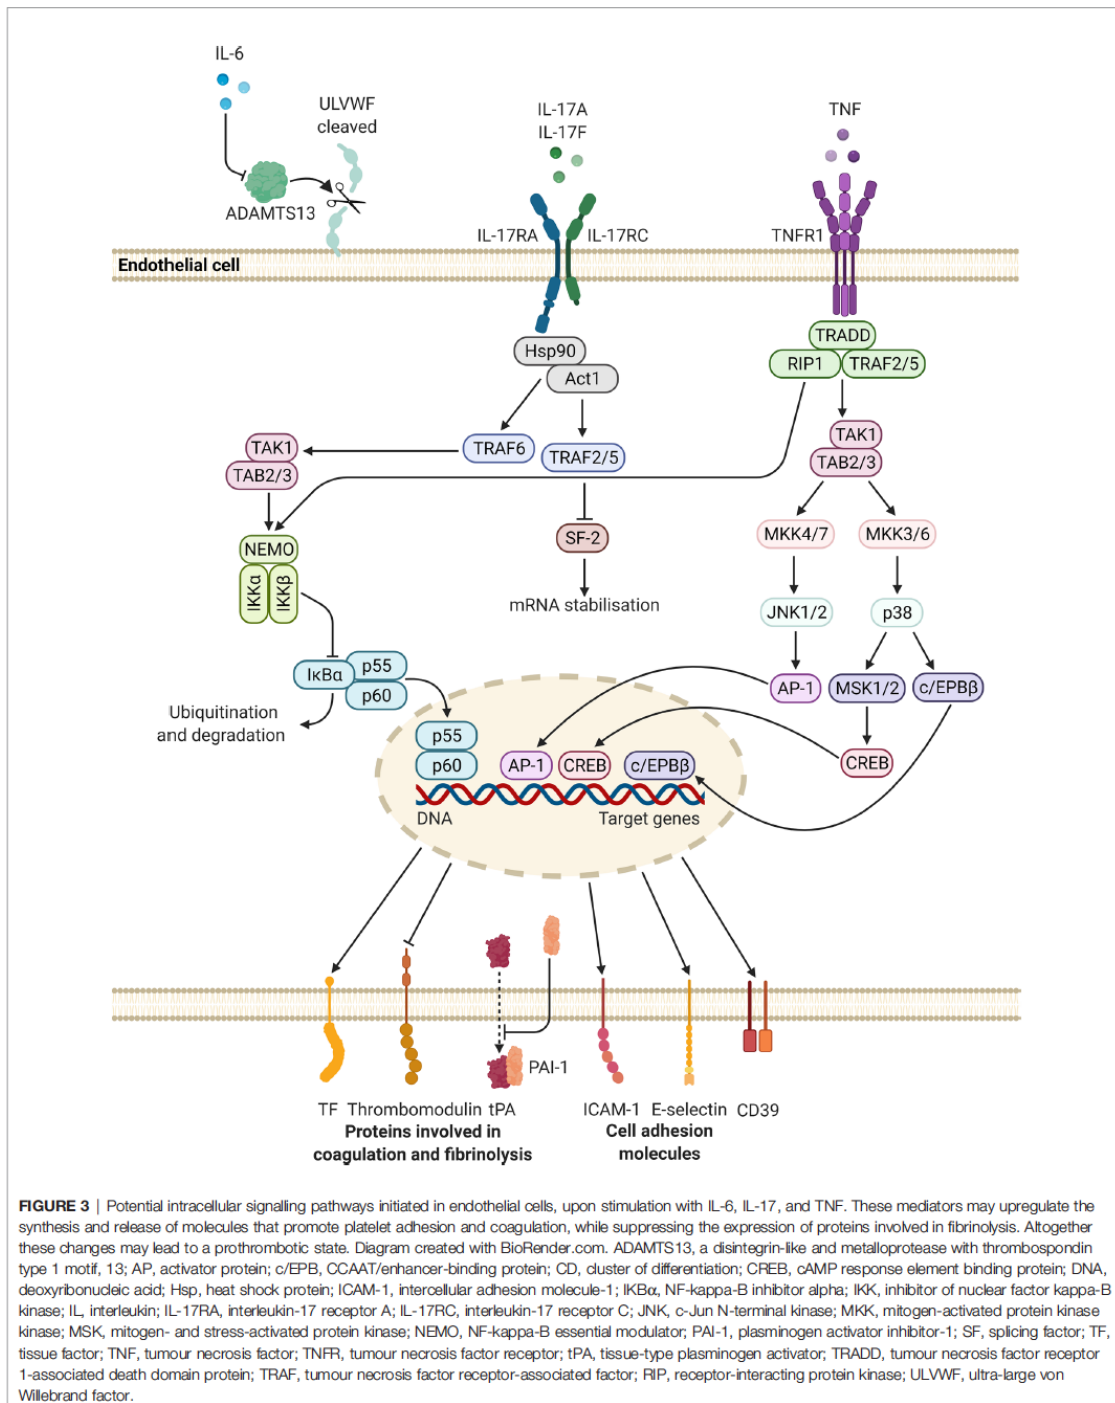 IL-6
ULVWF
cleaved
ADAMTS13
IL-17A
IL-17F
TNF
IL-17RA
IL-17RC
TNFR1
Endothelial cell
Hsp90
Act1
TRADD
RIP1
TRAF2/5
TAK1
TAB2/3
TRAF6
TRAF2/5
TAK1
TAB2/3
NEMO
IKKα
IKKβ
SF-2
mRNA stabilisation
MKK4/7
MKK3/6
JNK1/2
p38
IκBα
p55
p60
AP-1
MSK1/2
c/EPBβ
Ubiquitination
and degradation
p55
p60
AP-1
CREB
c/EPBβ
CREB
DNA
Target genes
PAI-1
TF
Thrombomodulin
tPA
Proteins involved in
coagulation and fibrinolysis
ICAM-1
E-selectin
CD39
Cell adhesion
molecules
FIGURE 3 | Potential intracellular signalling pathways initiated in endothelial cells, upon stimulation with IL-6, IL-17, and TNF. These mediators may upregulate the
synthesis and release of molecules that promote platelet adhesion and coagulation, while suppressing the expression of proteins involved in fibrinolysis. Altogether
these changes may lead to a prothrombotic state. Diagram created with BioRender.com. ADAMTS13, a disintegrin-like and metalloprotease with thrombospondin
type 1 motif, 13; AP, activator protein; c/EPB, CCAAT/enhancer-binding protein; CD, cluster of differentiation; CREB, cAMP response element binding protein; DNA,
deoxyribonucleic acid; Hsp, heat shock protein; ICAM-1, intercellular adhesion molecule-1; IKBα, NF-kappa-B inhibitor alpha; IKK, inhibitor of nuclear factor kappa-B
kinase; IL, interleukin; IL-17RA, interleukin-17 receptor A; IL-17RC, interleukin-17 receptor C; JNK, c-Jun N-terminal kinase; MKK, mitogen-activated protein kinase
kinase; MSK, mitogen- and stress-activated protein kinase; NEMO, NF-kappa-B essential modulator; PAI-1, plasminogen activator inhibitor-1; SF, splicing factor; TF,
tissue factor; TNF, tumour necrosis factor; TNFR, tumour necrosis factor receptor; tPA, tissue-type plasminogen activator; TRADD, tumour necrosis factor receptor
1-associated death domain protein; TRAF, tumour necrosis factor receptor-associated factor; RIP, receptor-interacting protein kinase; ULVWF, ultra-large von
Willebrand factor.